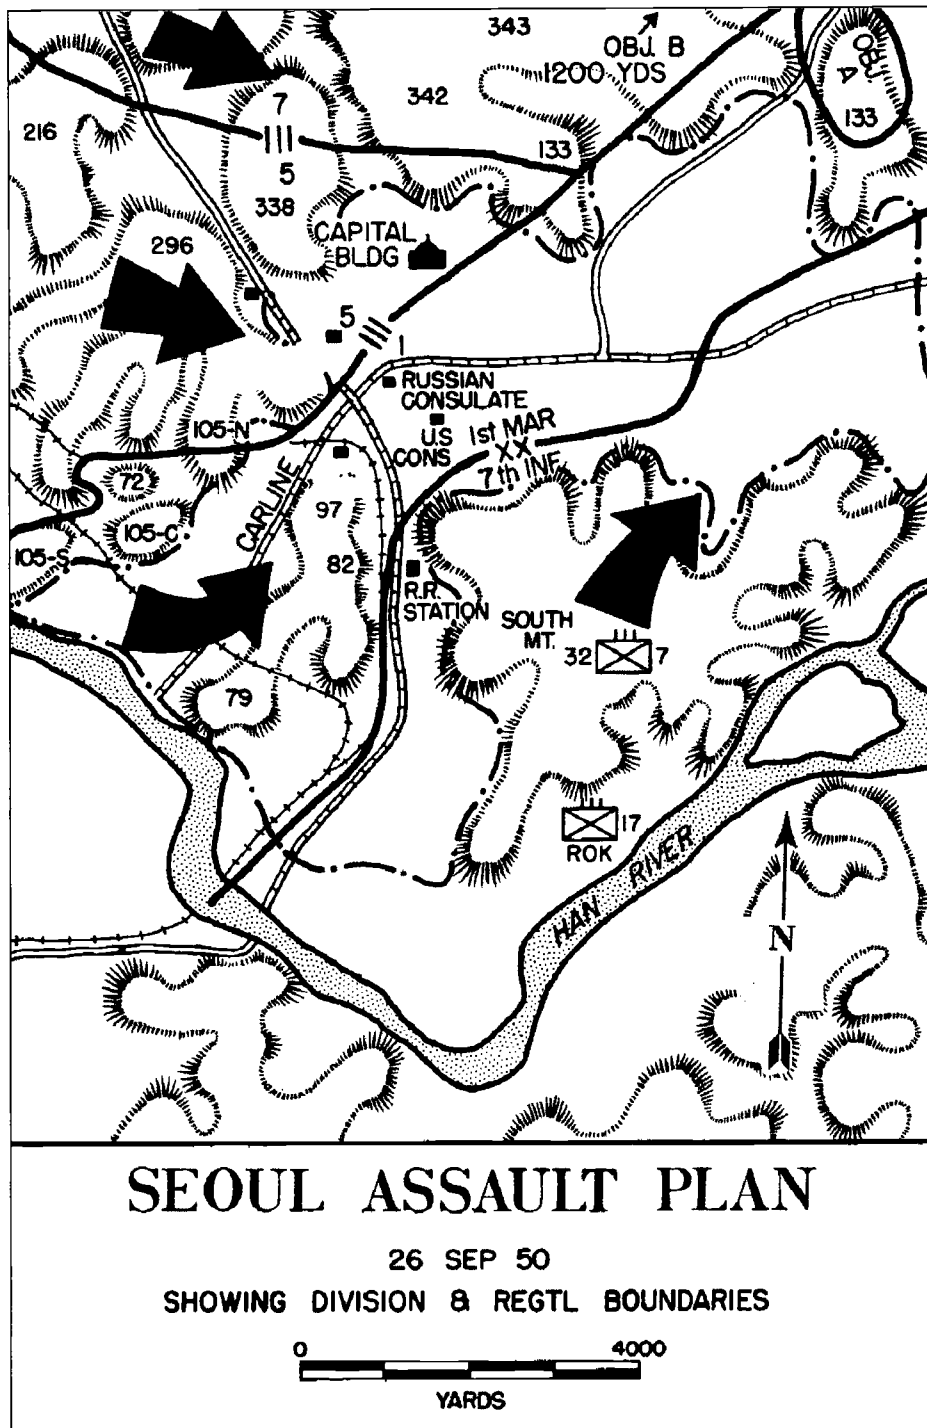 343
OBJ. B
1200 YDS
OBJ
A
7
342
216
133
133
5
338
CAPITAL
BLDG
296
5
1
RUSSIAN
CONSULATE
105-N
U.S
CONS
1st MAR
XX
7th INF.
72
CARLINE
97
105-C
105-S
82
R.R.
STATION
SOUTH
MT.
32
7
79
17
ROK
HAN RIVER
N
SEOUL ASSAULT PLAN
26 SEP 50
SHOWING DIVISION & REGTL BOUNDARIES
0 4000
YARDS